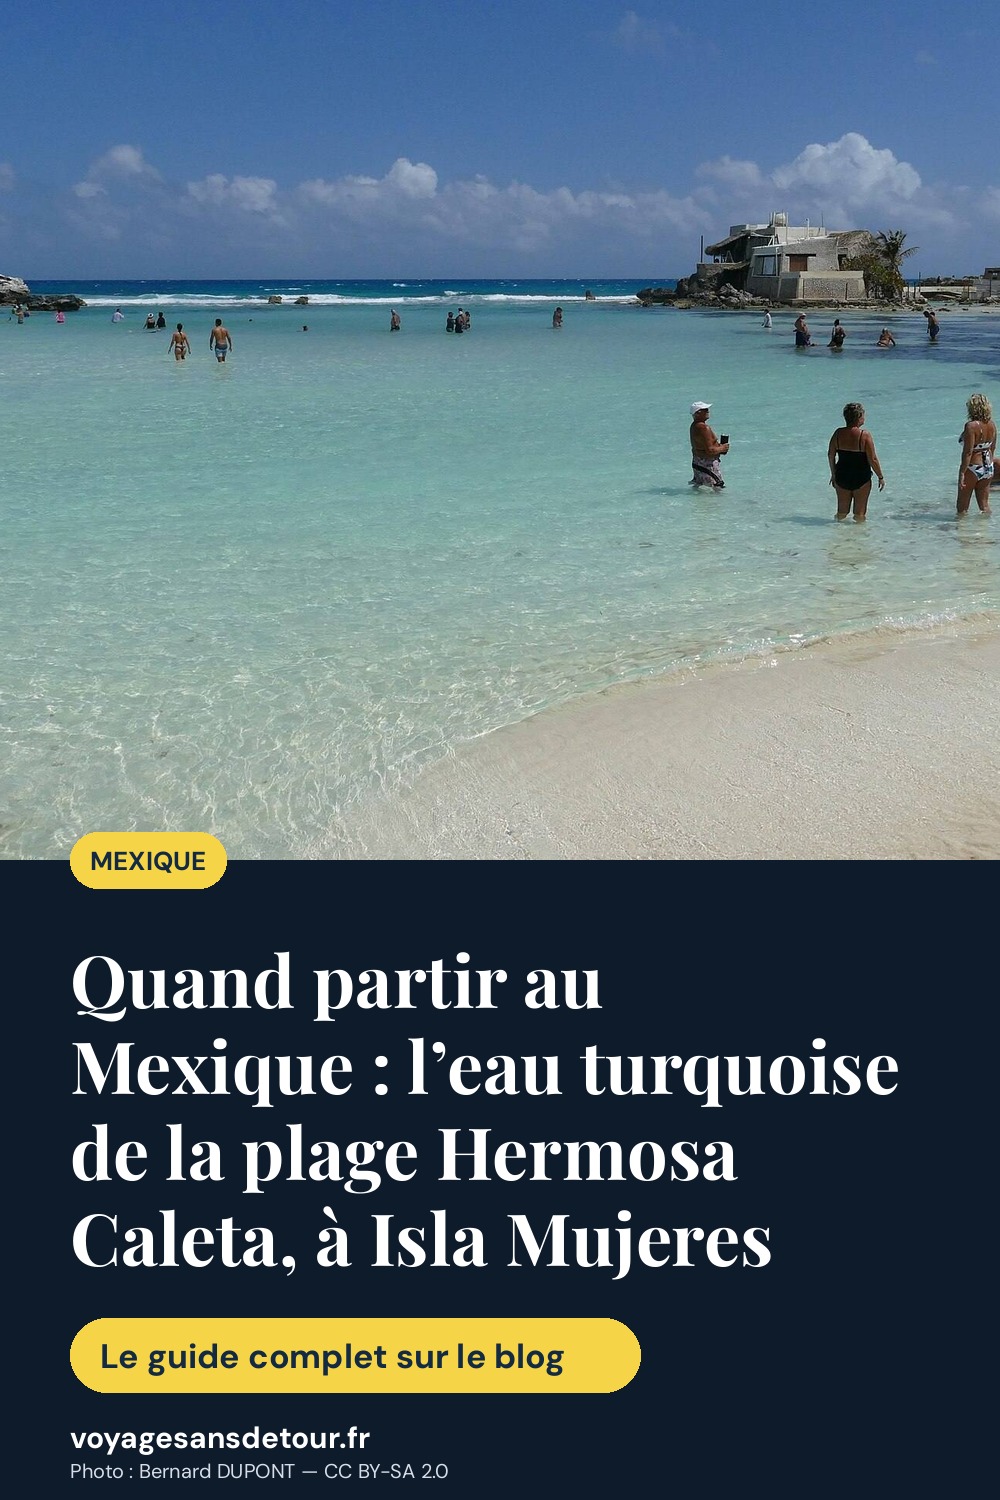 MEXIQUE
Quand partir au
Mexique : l’eau turquoise
de la plage Hermosa
Caleta, à Isla Mujeres
Le guide complet sur le blog
voyagesansdetour.fr
Photo : Bernard DUPONT — CC BY-SA 2.0